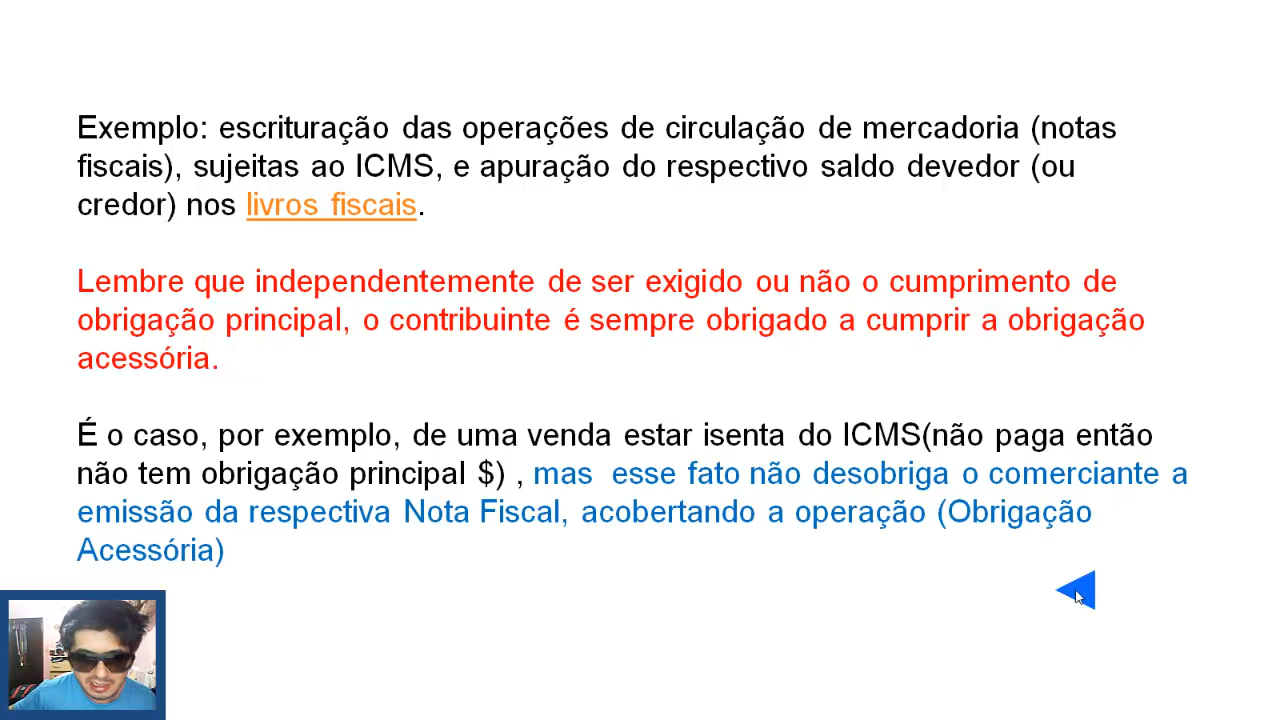 Exemplo: escrituração das operações de circulação de mercadoria (notas
fiscais), sujeitas ao ICMS, e apuração do respectivo saldo devedor (ou
credor) nos livros fiscais.
Lembre que independentemente de ser exigido ou não o cumprimento de
obrigação principal, o contribuinte é sempre obrigado a cumprir a obrigação
acessória.
É o caso, por exemplo, de uma venda estar isenta do ICMS(não paga então
não tem obrigação principal $) , mas esse fato não desobriga o comerciante a
emissão da respectiva Nota Fiscal, acobertando a operação (Obrigação
Acessória)